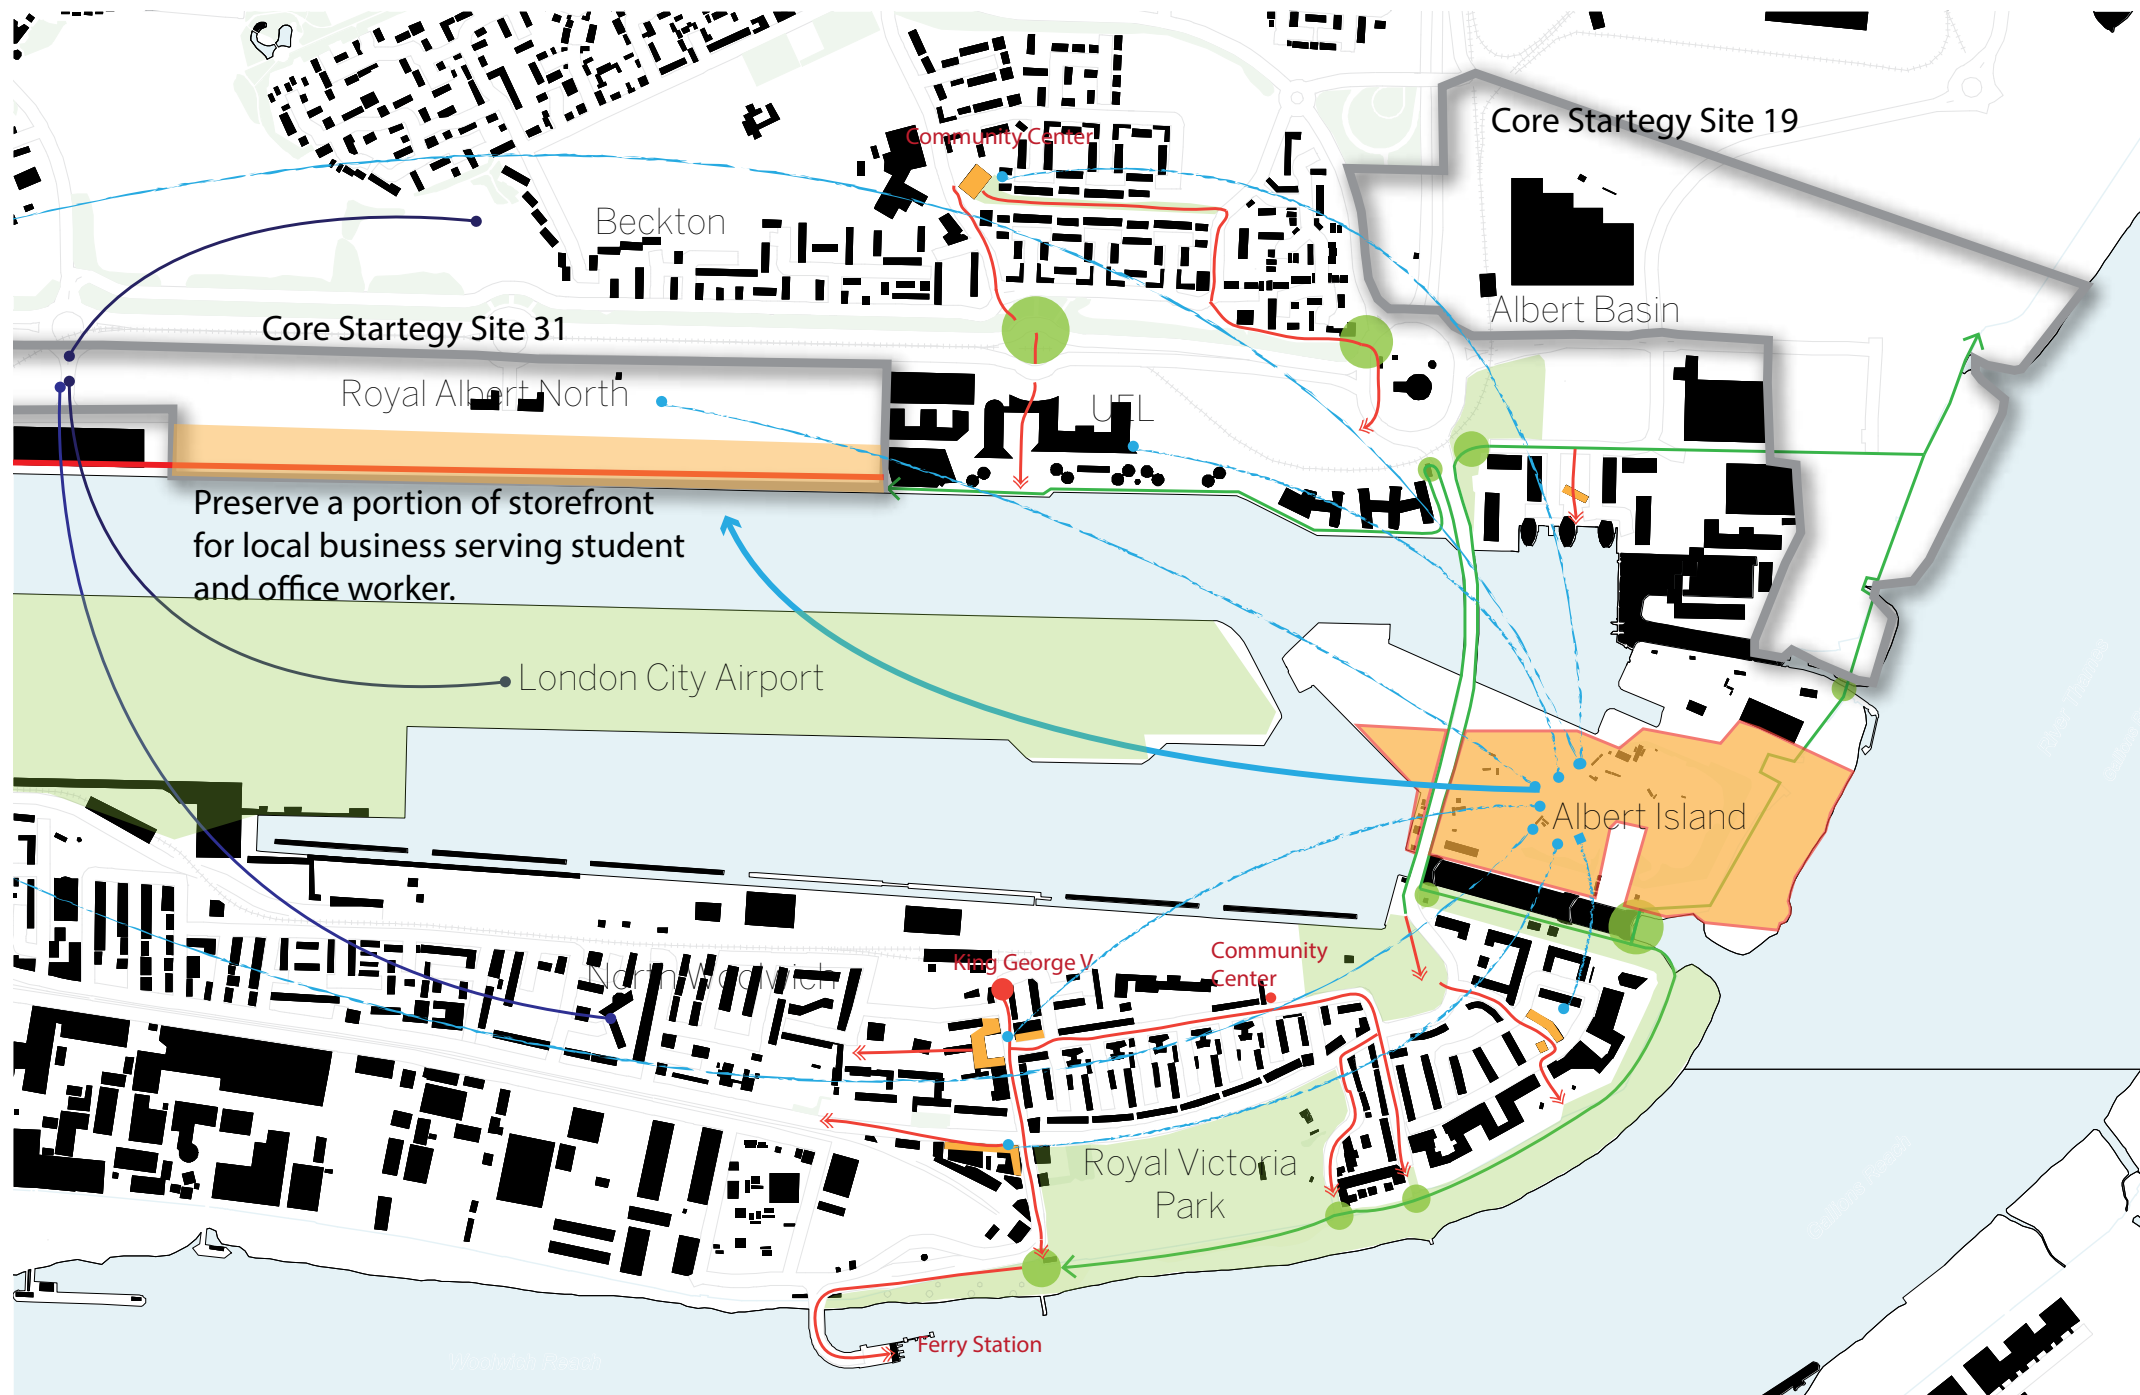 Core Startegy Site 19
Community Center
Beckton
Albert Basin
Core Startegy Site 31
Royal Albert North
UEL
Preserve a portion of storefront
for local business serving student
and office worker.
London City Airport
Albert Island
King George V
Community
Center
North Woolwich
Royal Victoria
Park
Ferry Station
Woolwich Reach